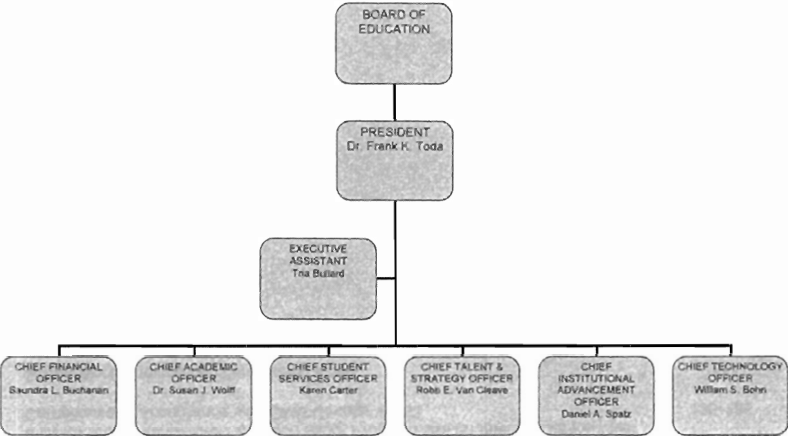 BOARD OF
EDUCATION
PRESIDENT
Dr. Frank K. Toda
EXECUTIVE
ASSISTANT
Tria Bullard
CHIEF FINANCIAL
OFFICER
Saundra L. Buchanan
CHIEF ACADEMIC
OFFICER
Dr. Susan J. Wolff
CHIEF STUDENT
SERVICES OFFICER
Karen Carter
CHIEF TALENT &
STRATEGY OFFICER
Robb E. Van Cleave
CHIEF
INSTITUTIONAL
ADVANCEMENT
OFFICER
Daniel A. Spatz
CHIEF TECHNOLOGY
OFFICER
William S. Bohn